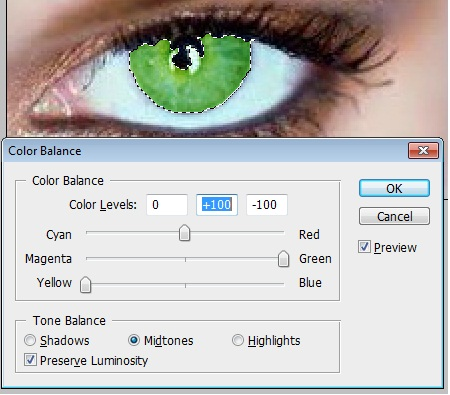 Color Balance
Color Balance
OK
Color Levels: 0 +100 -100
Cancel
Cyan Red
Preview
Magenta Green
Yellow Blue
Tone Balance
Shadows Midtones Highlights
Preserve Luminosity